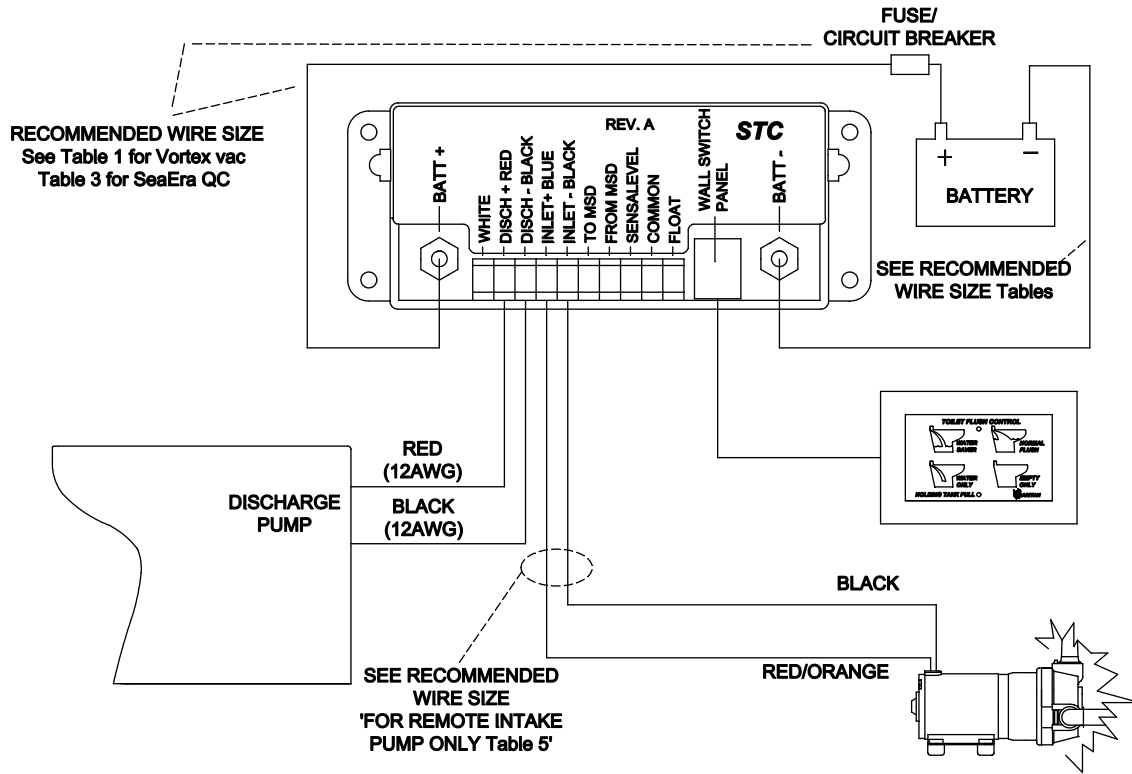 FUSE/
CIRCUIT BREAKER
RECOMMENDED WIRE SIZE
See Table 1 for Vortex vac
Table 3 for SeaEra QC
REV. A
STC
BATT +
WHITE
DISCH + RED
DISCH - BLACK
INLET+ BLUE
INLET - BLACK
TO MSD
FROM MSD
SENSALEVEL
COMMON
FLOAT
WALL SWITCH
PANEL
BATT -
+
−
BATTERY
SEE RECOMMENDED
WIRE SIZE Tables
TOILET FLUSH CONTROL
WATER
SAVER
NORMAL
FLUSH
WATER
ONLY
EMPTY
ONLY
HOLDING TANK FULL
RED
(12AWG)
DISCHARGE
PUMP
BLACK
(12AWG)
BLACK
RED/ORANGE
SEE RECOMMENDED
WIRE SIZE
'FOR REMOTE INTAKE
PUMP ONLY Table 5'